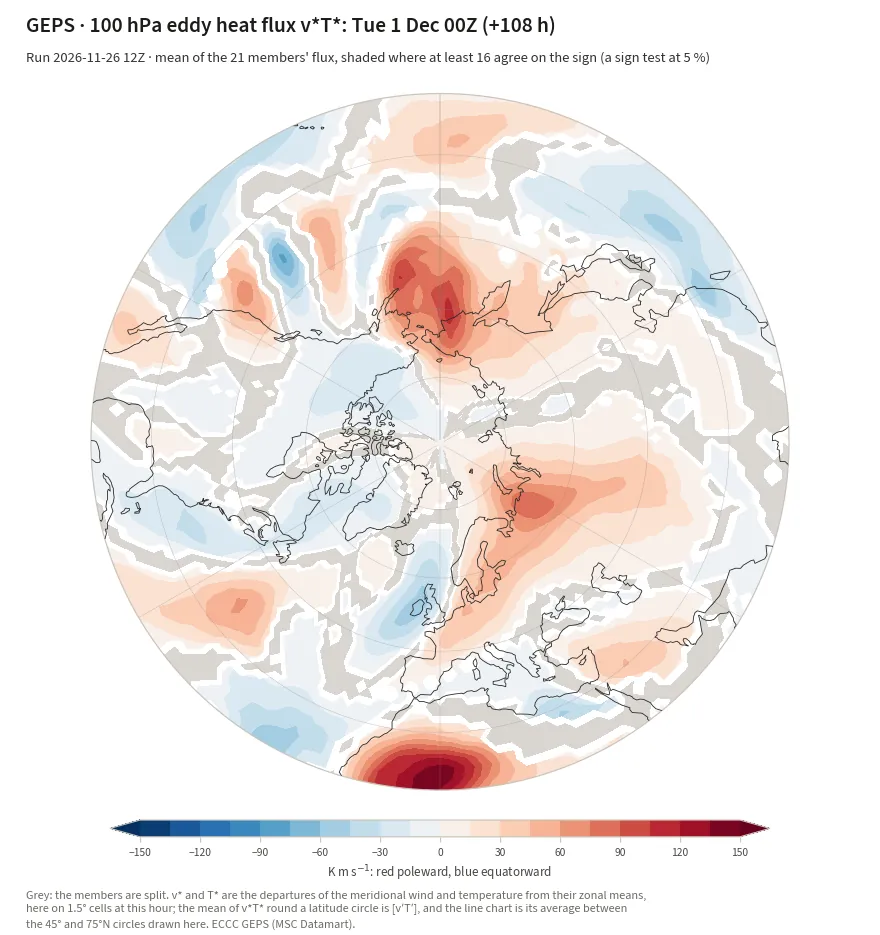 GEPS · 100 hPa eddy heat flux v*T*: Tue 1 Dec 00Z (+108 h)
Run 2026-11-26 12Z · mean of the 21 members' flux, shaded where at least 16 agree on the sign (a sign test at 5 %)
−150 −120 −90 −60 −30 0 30 60 90 120 150
K m s⁻¹: red poleward, blue equatorward
Grey: the members are split. v* and T* are the departures of the meridional wind and temperature from their zonal means,
here on 1.5° cells at this hour; the mean of v*T* round a latitude circle is [v′T′], and the line chart is its average between
the 45° and 75°N circles drawn here. ECCC GEPS (MSC Datamart).